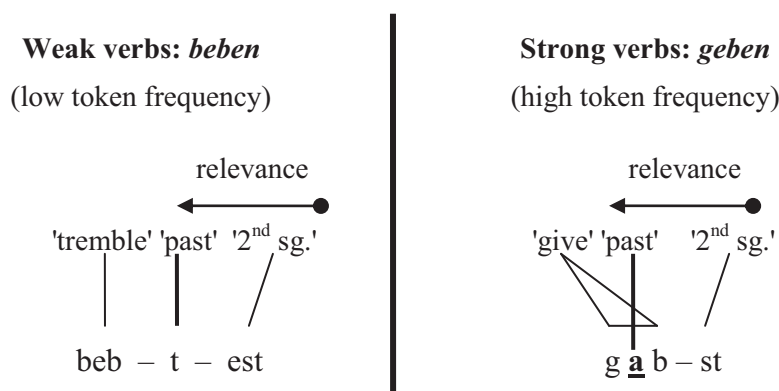 Weak verbs: beben
(low token frequency)
relevance
'tremble' 'past' '2nd sg.'
beb – t – est
Strong verbs: geben
(high token frequency)
relevance
'give' 'past' '2nd sg.'
g a b – st